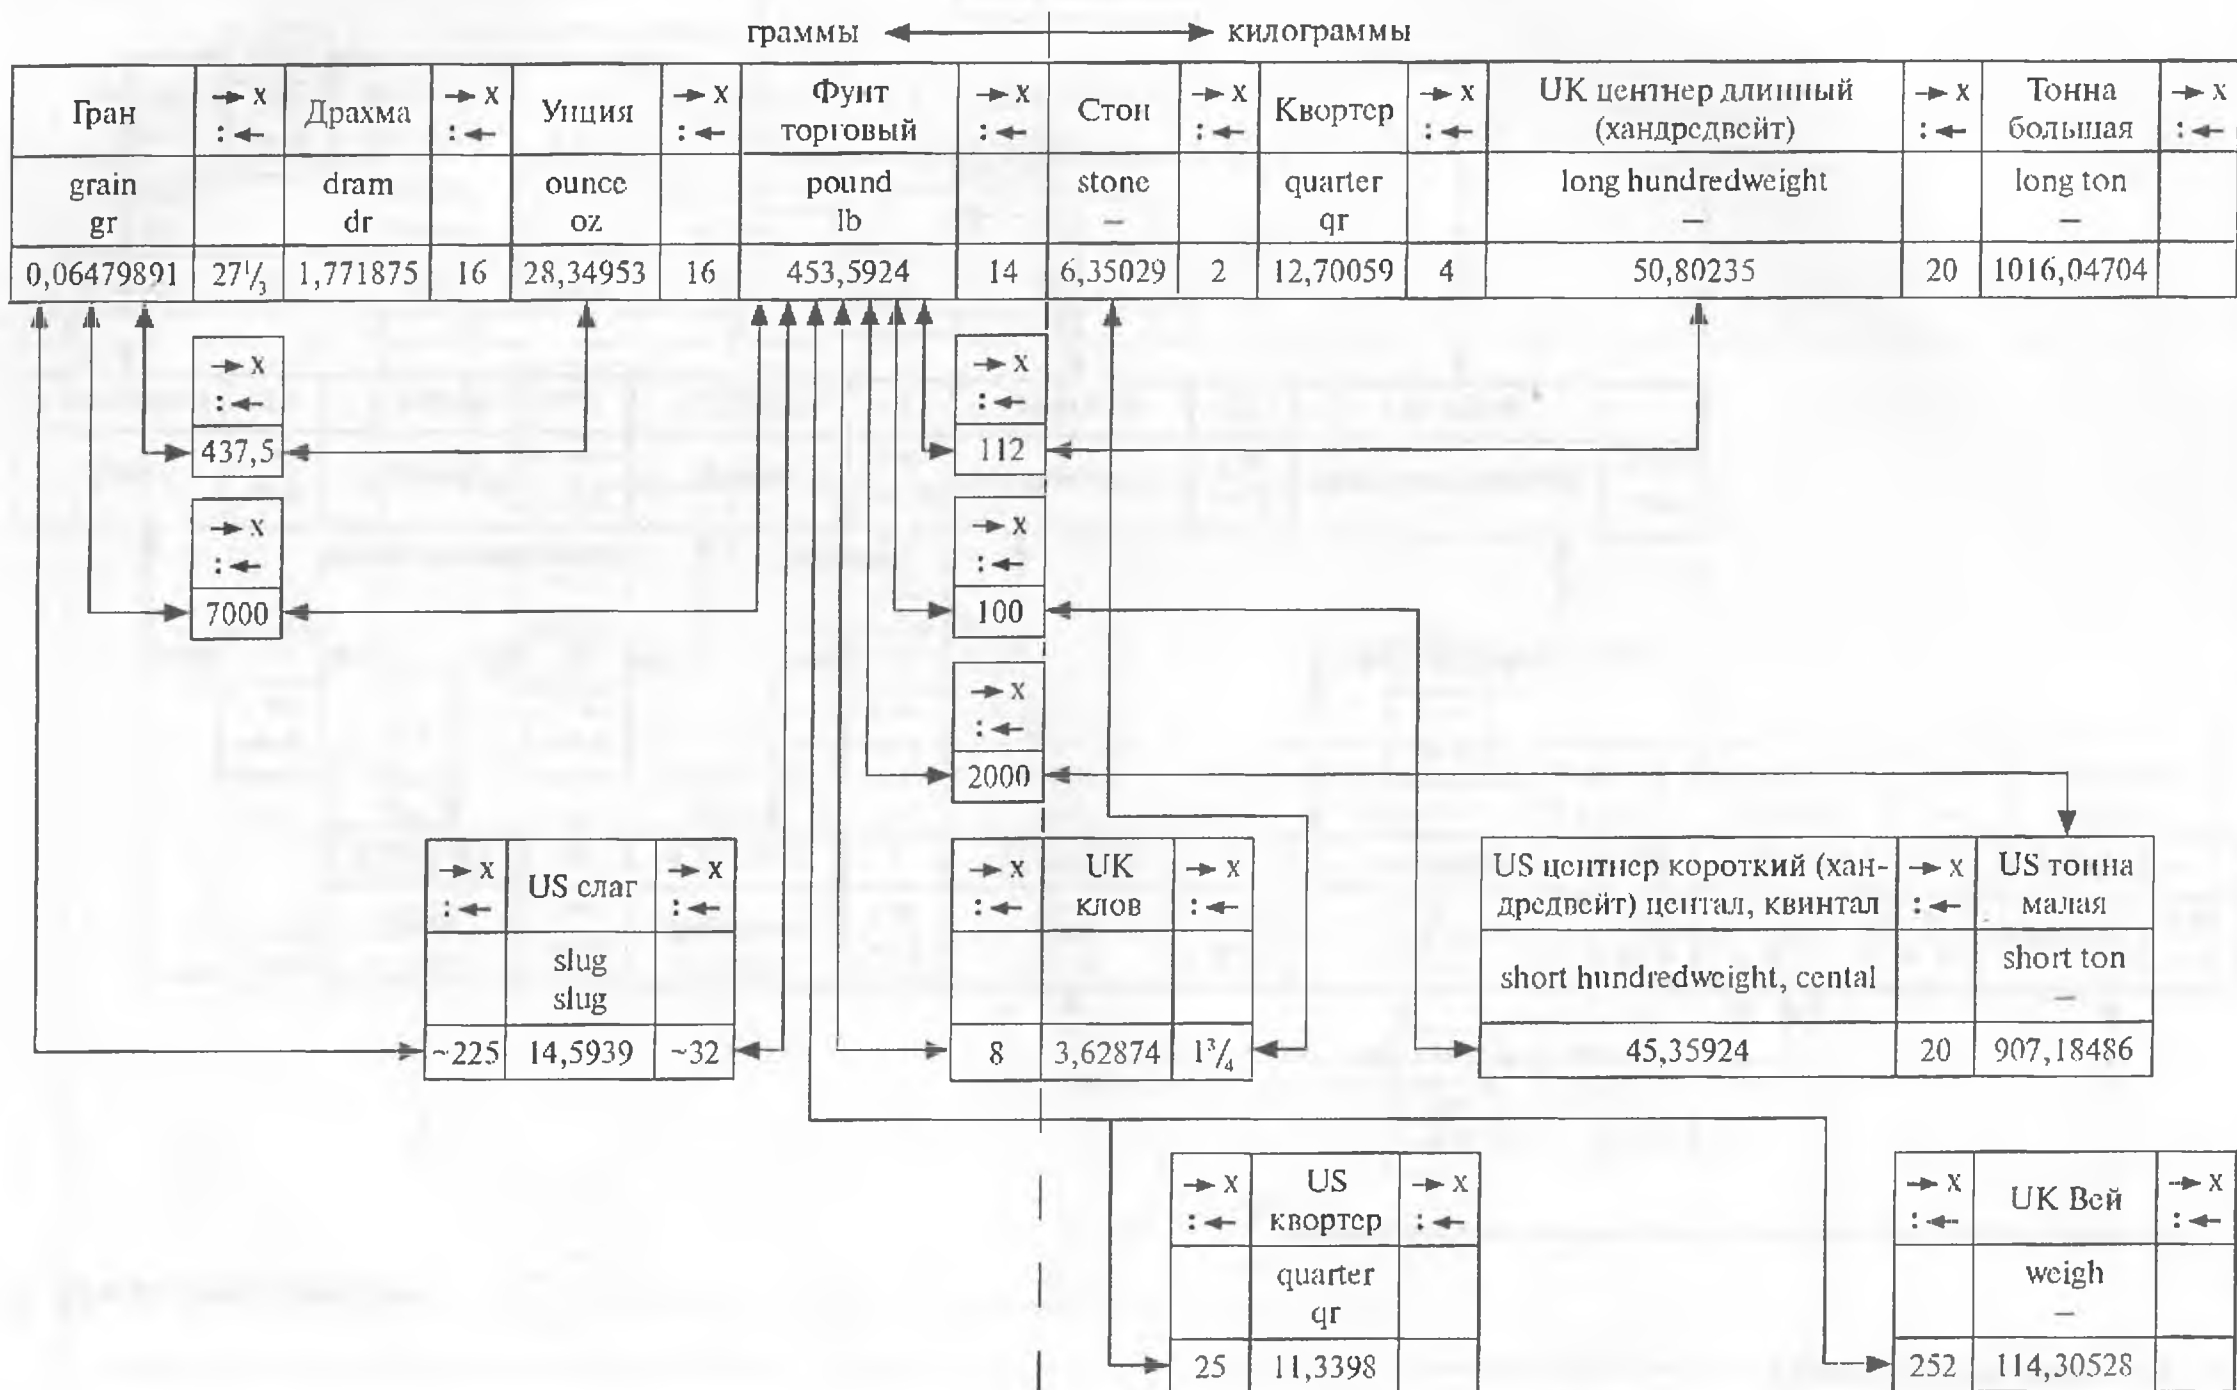 граммы килограммы
Гран → x Драхма → x Унция → x Фунт → x Стон → x Квортер → x UK центнер длинный → x Тонна → x
: ← : ← : ← торговый : ← : ← : ← (хандредвейт) : ← большая : ←
grain dram ounce pound stone quarter long hundredweight long ton
gr dr oz lb – qr – –
0,06479891 27 1/3 1,771875 16 28,34953 16 453,5924 14 6,35029 2 12,70059 4 50,80235 20 1016,04704
→ x
: ←
437,5
→ x
: ←
112
→ x
: ←
7000
→ x
: ←
100
→ x
: ←
2000
→ x US слаг → x
: ← : ←
slug
slug
~225 14,5939 ~32
→ x UK → x
: ← клов : ←
8 3,62874 1 3/4
US центнер короткий (хан- → x US тонна
дредвейт) центал, квинтал : ← малая
short hundredweight, cental short ton
–
45,35924 20 907,18486
→ x US → x
: ← квортер : ←
quarter
qr
25 11,3398
→ x UK Вей → x
: ← : ←
weigh
–
252 114,30528